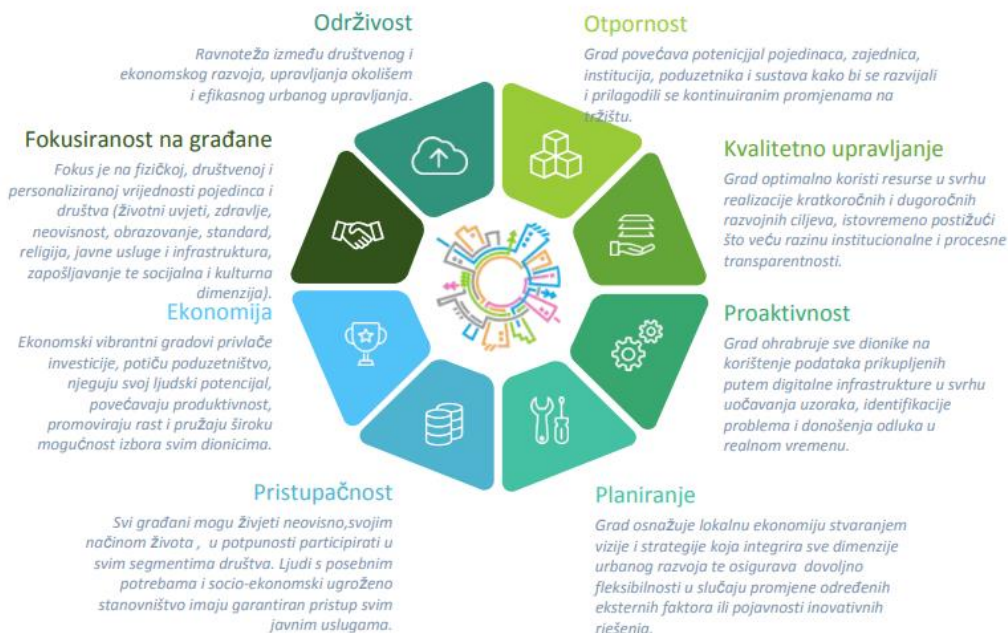 Održivost
Ravnoteža između društvenog i
ekonomskog razvoja, upravljanja okolišem
i efikasnog urbanog upravljanja.
Otpornost
Grad povećava potenicjjal pojedinaca, zajednica,
institucija, poduzetnika i sustava kako bi se razvijali
i prilagodili se kontinuiranim promjenama na
tržištu.
Fokusiranost na građane
Fokus je na fizičkoj, društvenoj i
personaliziranoj vrijednosti pojedinca i
društva (životni uvjeti, zdravlje,
neovisnost, obrazovanje, standard,
religija, javne usluge i infrastruktura,
zapošljavanje te socijalna i kulturna
dimenzija).
Kvalitetno upravljanje
Grad optimalno koristi resurse u svrhu
realizacije kratkoročnih i dugoročnih
razvojnih ciljeva, istovremeno postižući
što veću razinu institucionalne i procesne
transparentnosti.
Ekonomija
Ekonomski vibrantni gradovi privlače
investicije, potiču poduzetništvo,
njeguju svoj ljudski potencijal,
povećavaju produktivnost,
promoviraju rast i pružaju široku
mogućnost izbora svim dionicima.
Proaktivnost
Grad ohrabruje sve dionike na
korištenje podataka prikupljenih
putem digitalne infrastrukture u svrhu
uočavanja uzoraka, identifikacije
problema i donošenja odluka u
realnom vremenu.
Pristupačnost
Svi građani mogu živjeti neovisno,svojim
načinom života , u potpunosti participirati u
svim segmentima društva. Ljudi s posebnim
potrebama i socio-ekonomski ugroženo
stanovništvo imaju garantiran pristup svim
javnim uslugama.
Planiranje
Grad osnažuje lokalnu ekonomiju stvaranjem
vizije i strategije koja integrira sve dimenzije
urbanog razvoja te osigurava dovoljno
fleksibilnosti u slučaju promjene određenih
eksternih faktora ili pojavnosti inovativnih
rješenja.